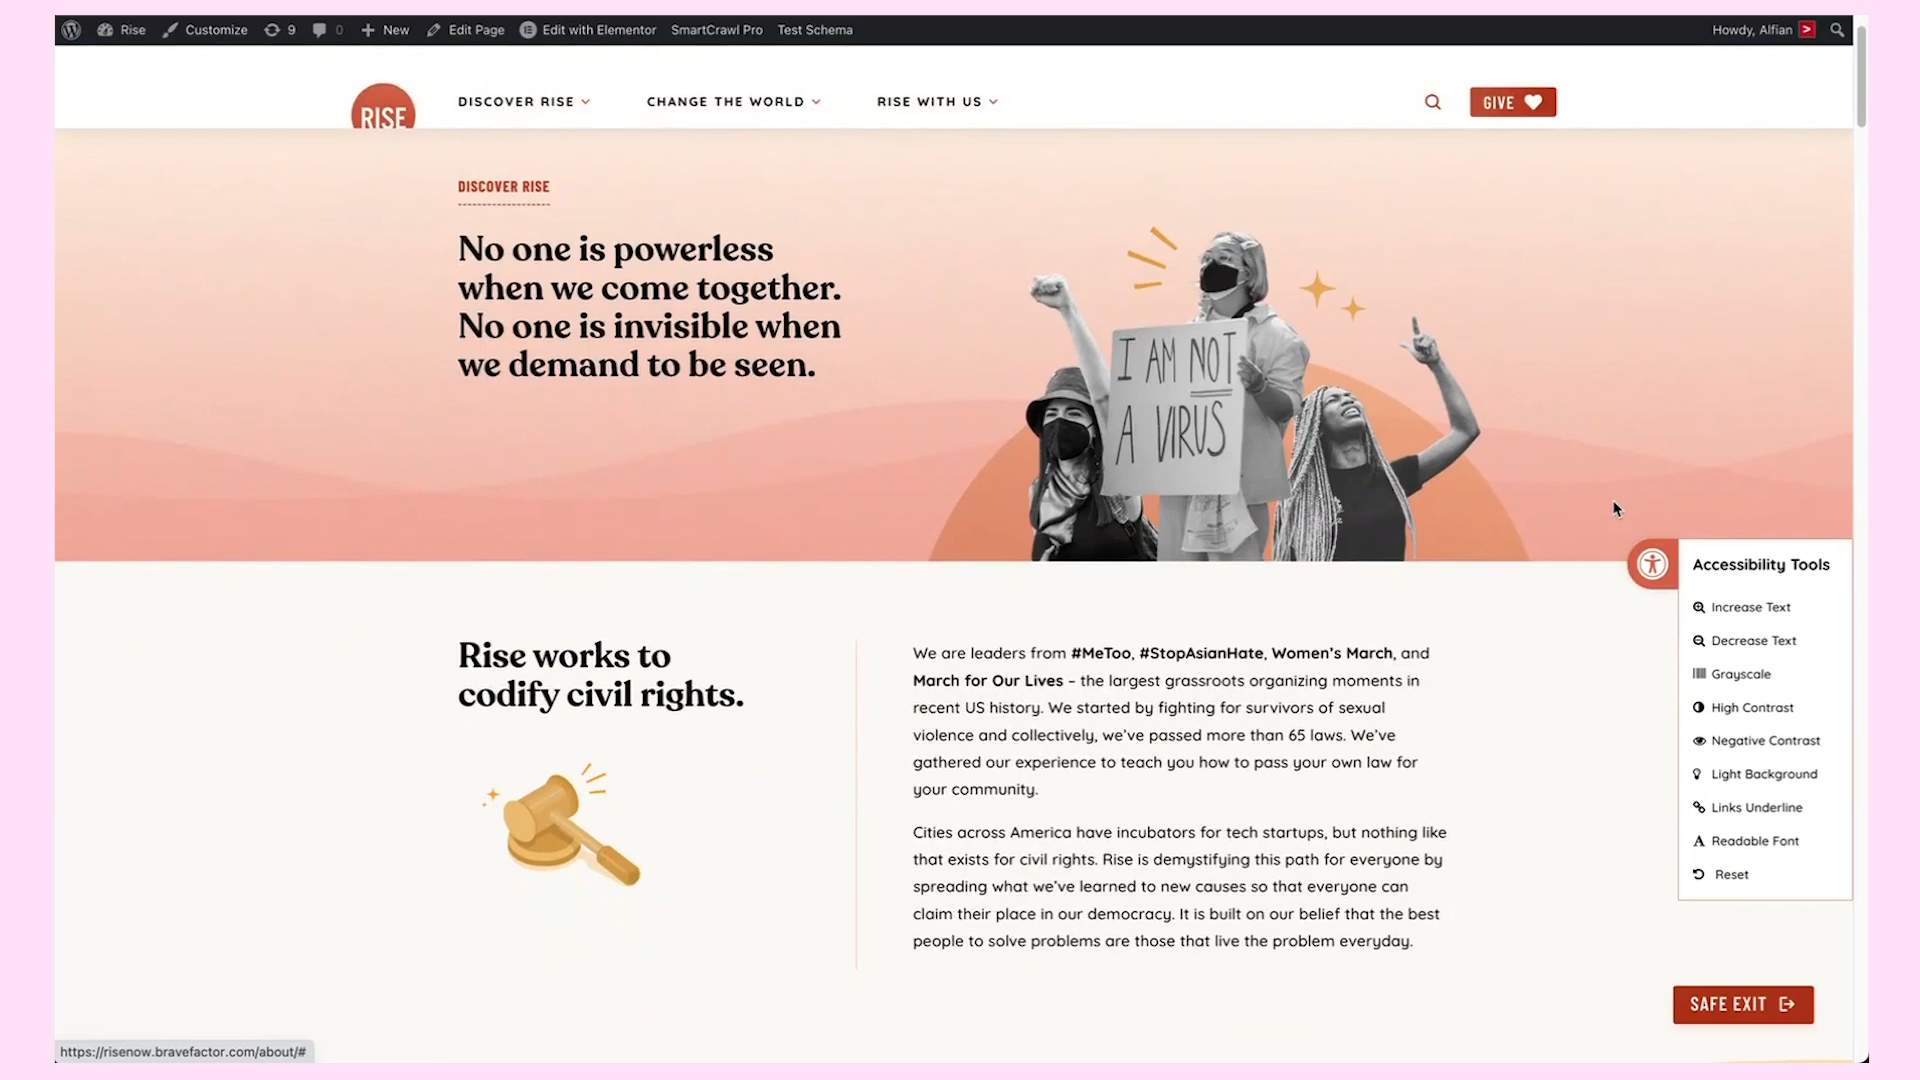 Rise Customize 9 0 New Edit Page Edit with Elementor SmartCrawl Pro Test Schema Howdy, Alfian
RISE DISCOVER RISE CHANGE THE WORLD RISE WITH US GIVE
DISCOVER RISE
No one is powerless
when we come together.
No one is invisible when
we demand to be seen.
I AM NOT
A VIRUS
Rise works to
codify civil rights.
We are leaders from #MeToo, #StopAsianHate, Women's March, and
March for Our Lives – the largest grassroots organizing moments in
recent US history. We started by fighting for survivors of sexual
violence and collectively, we've passed more than 65 laws. We've
gathered our experience to teach you how to pass your own law for
your community.
Cities across America have incubators for tech startups, but nothing like
that exists for civil rights. Rise is demystifying this path for everyone by
spreading what we've learned to new causes so that everyone can
claim their place in our democracy. It is built on our belief that the best
people to solve problems are those that live the problem everyday.
Accessibility Tools
Increase Text
Decrease Text
Grayscale
High Contrast
Negative Contrast
Light Background
Links Underline
Readable Font
Reset
SAFE EXIT
https://risenow.bravefactor.com/about/#